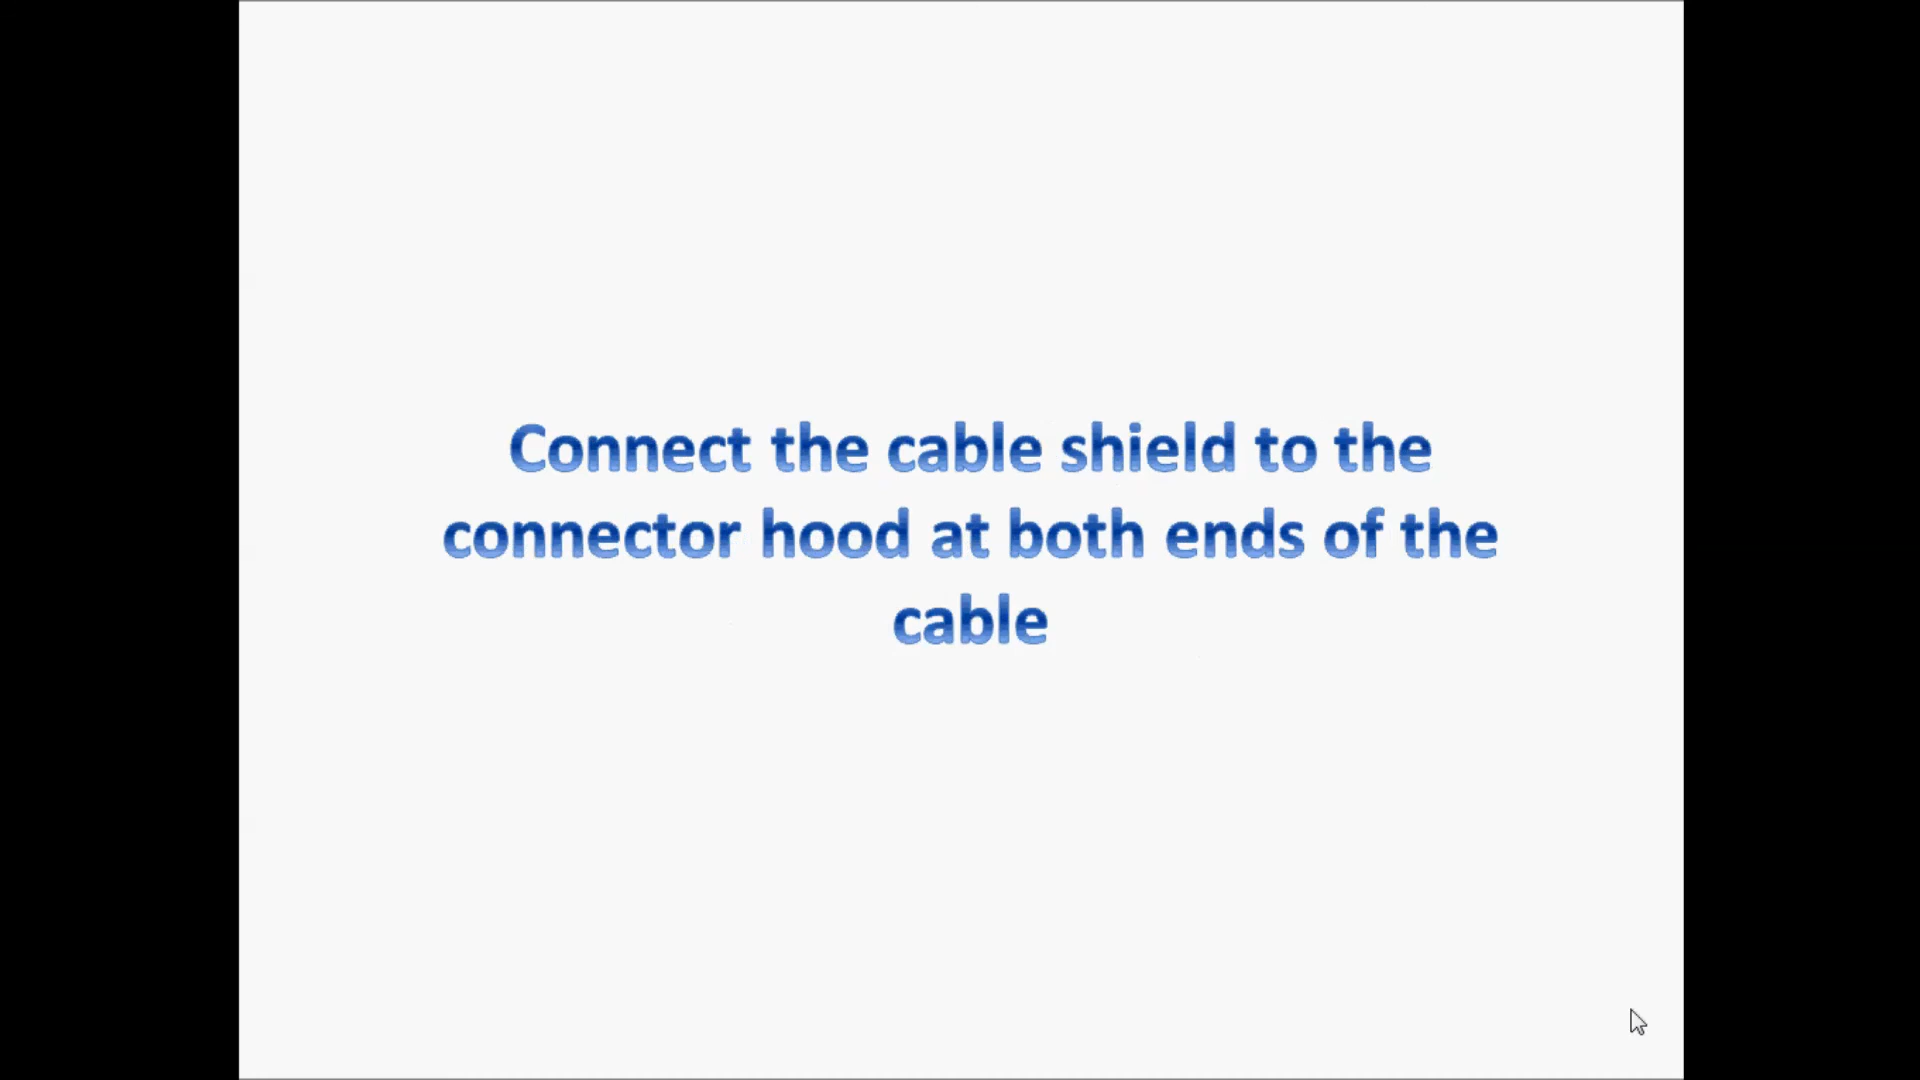 Connect the cable shield to the
connector hood at both ends of the
cable